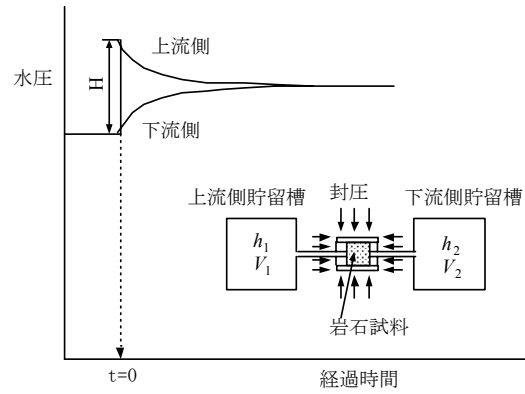 上流側
水圧
H
下流側
上流側貯留槽
封圧
下流側貯留槽
h₁
V₁
h₂
V₂
岩石試料
t=0
経過時間